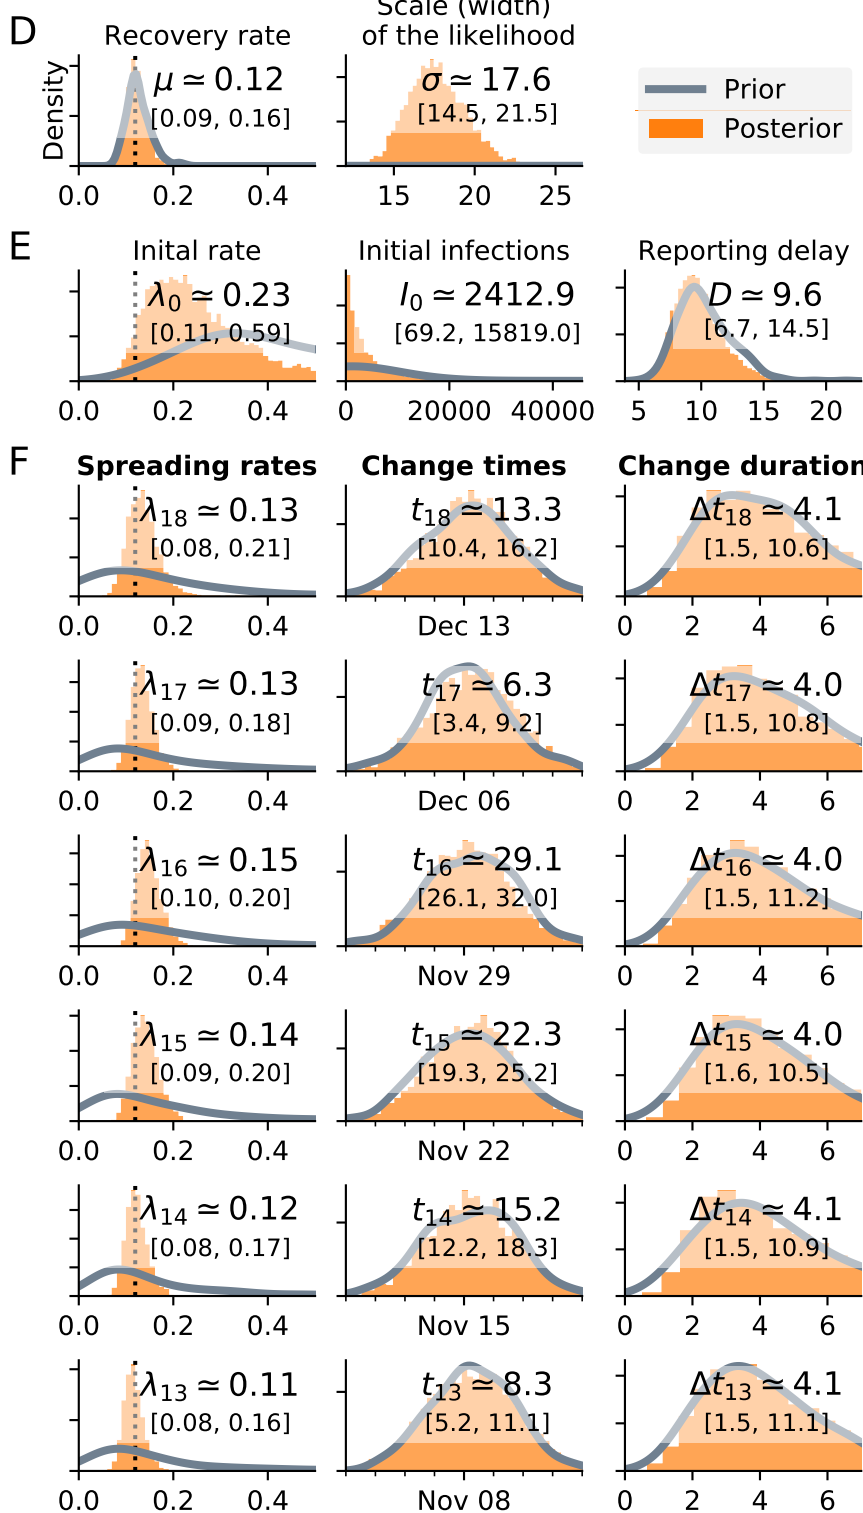 D
Recovery rate
Scale (width)
of the likelihood
Density
μ ≃ 0.12
[0.09, 0.16]
0.0 0.2 0.4
σ ≃ 17.6
[14.5, 21.5]
15 20 25
Prior
Posterior
E
Inital rate
λ0 ≃ 0.23
[0.11, 0.59]
0.0 0.2 0.4
Initial infections
I0 ≃ 2412.9
[69.2, 15819.0]
0 20000 40000
Reporting delay
D ≃ 9.6
[6.7, 14.5]
5 10 15 20
F
Spreading rates
Change times
Change duration
λ18 ≃ 0.13
[0.08, 0.21]
0.0 0.2 0.4
t18 ≃ 13.3
[10.4, 16.2]
Dec 13
Δt18 ≃ 4.1
[1.5, 10.6]
0 2 4 6
λ17 ≃ 0.13
[0.09, 0.18]
0.0 0.2 0.4
t17 ≃ 6.3
[3.4, 9.2]
Dec 06
Δt17 ≃ 4.0
[1.5, 10.8]
0 2 4 6
λ16 ≃ 0.15
[0.10, 0.20]
0.0 0.2 0.4
t16 ≃ 29.1
[26.1, 32.0]
Nov 29
Δt16 ≃ 4.0
[1.5, 11.2]
0 2 4 6
λ15 ≃ 0.14
[0.09, 0.20]
0.0 0.2 0.4
t15 ≃ 22.3
[19.3, 25.2]
Nov 22
Δt15 ≃ 4.0
[1.6, 10.5]
0 2 4 6
λ14 ≃ 0.12
[0.08, 0.17]
0.0 0.2 0.4
t14 ≃ 15.2
[12.2, 18.3]
Nov 15
Δt14 ≃ 4.1
[1.5, 10.9]
0 2 4 6
λ13 ≃ 0.11
[0.08, 0.16]
0.0 0.2 0.4
t13 ≃ 8.3
[5.2, 11.1]
Nov 08
Δt13 ≃ 4.1
[1.5, 11.1]
0 2 4 6